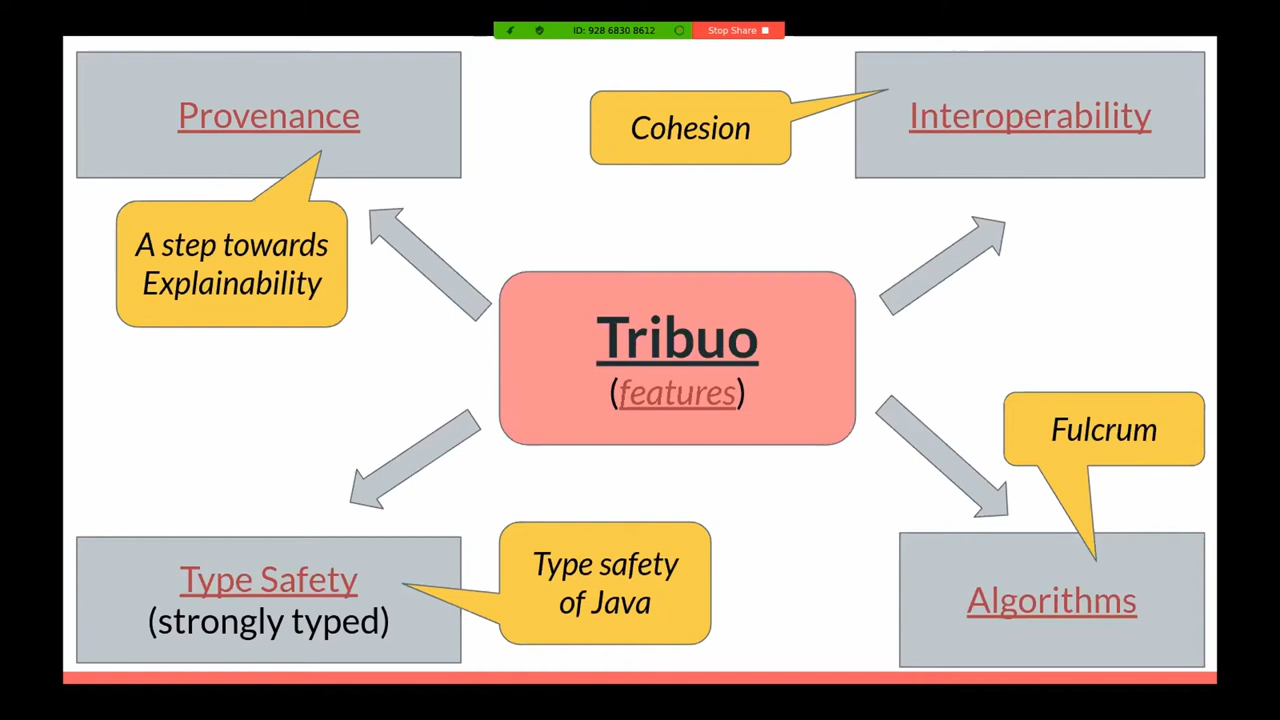 ID: 928 6830 8612
Stop Share
Provenance
Cohesion
Interoperability
A step towards
Explainability
Tribuo
(features)
Fulcrum
Type Safety
(strongly typed)
Type safety
of Java
Algorithms